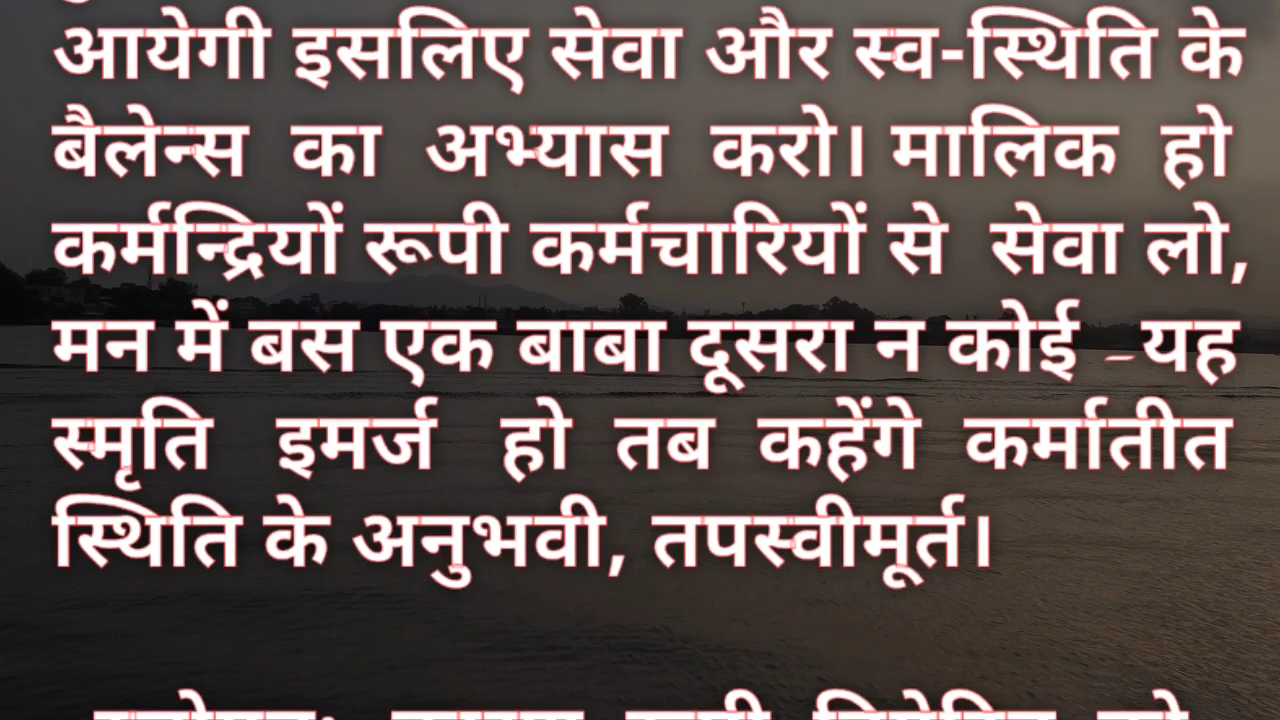 आयेगी इसलिए सेवा और स्व-स्थिति के
बैलेन्स का अभ्यास करो। मालिक हो
कर्मन्द्रियों रूपी कर्मचारियों से सेवा लो,
मन में बस एक बाबा दूसरा न कोई - यह
स्मृति इमर्ज हो तब कहेंगे कर्मातीत
स्थिति के अनुभवी, तपस्वीमूर्त।